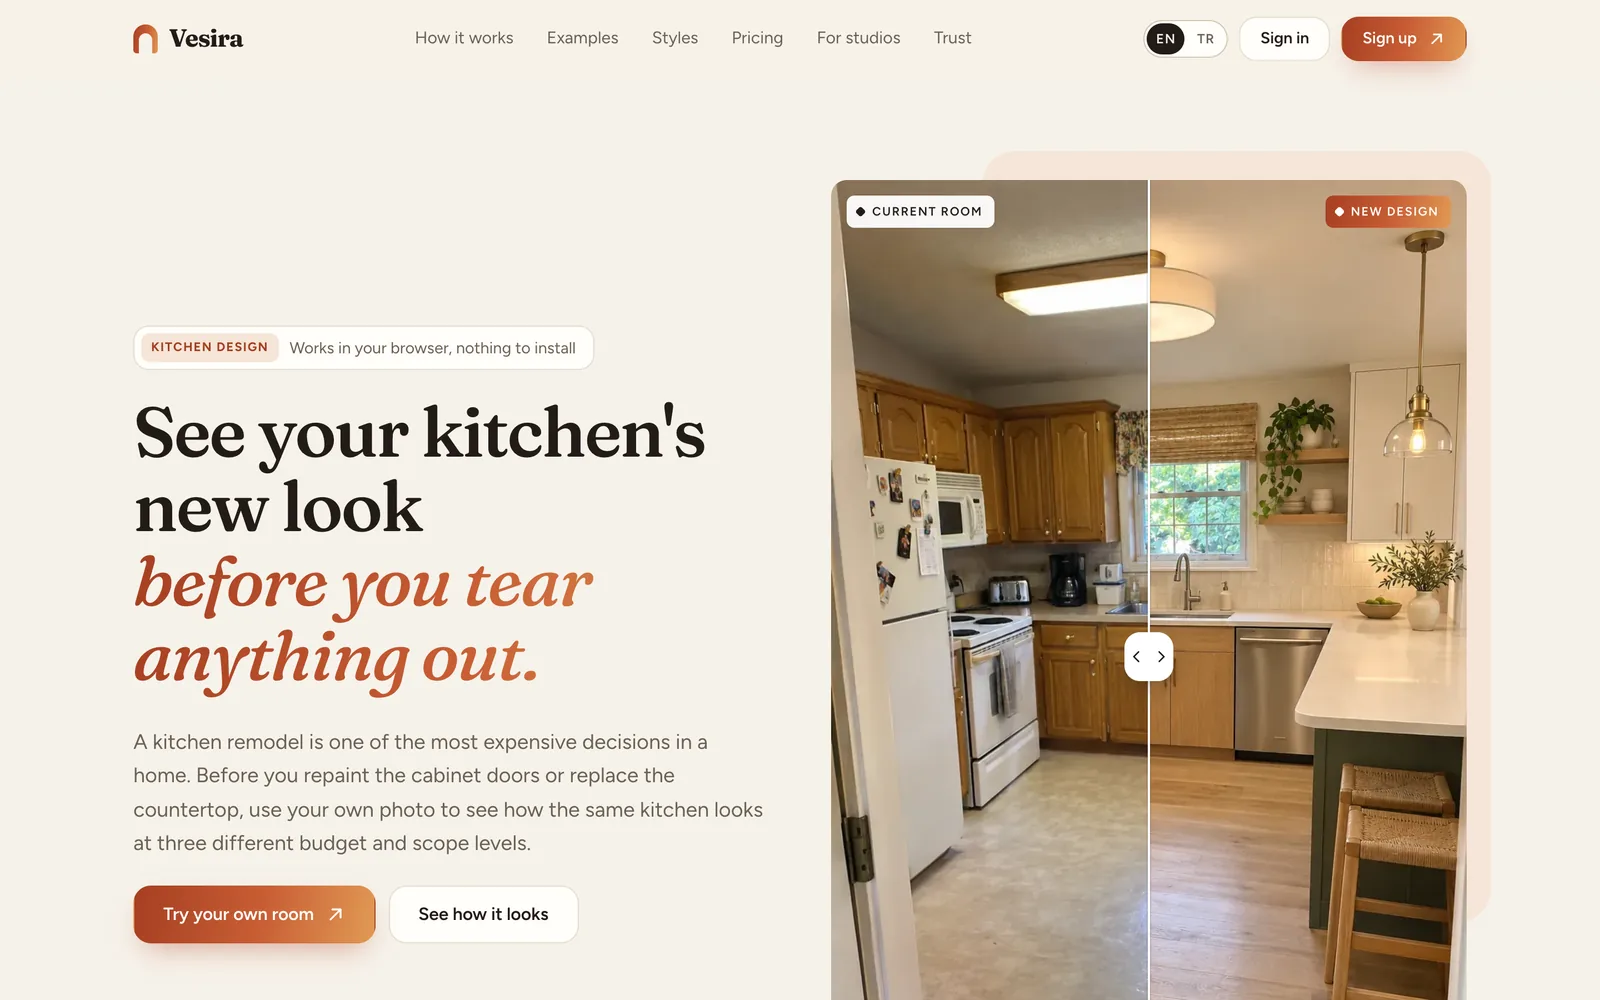 Vesira
How it works
Examples
Styles
Pricing
For studios
Trust
EN
TR
Sign in
Sign up
CURRENT ROOM
NEW DESIGN
KITCHEN DESIGN
Works in your browser, nothing to install
See your kitchen's
new look
before you tear
anything out.
A kitchen remodel is one of the most expensive decisions in a
home. Before you repaint the cabinet doors or replace the
countertop, use your own photo to see how the same kitchen looks
at three different budget and scope levels.
Try your own room
See how it looks